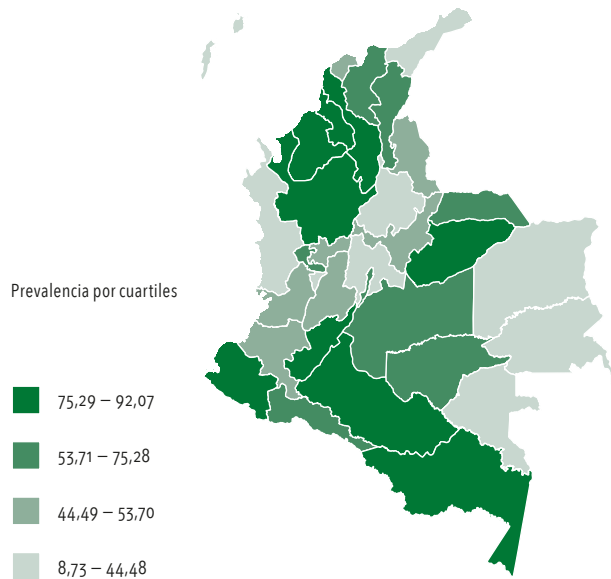 Prevalencia por cuartiles
75,29 – 92,07
53,71 – 75,28
44,49 – 53,70
8,73 – 44,48